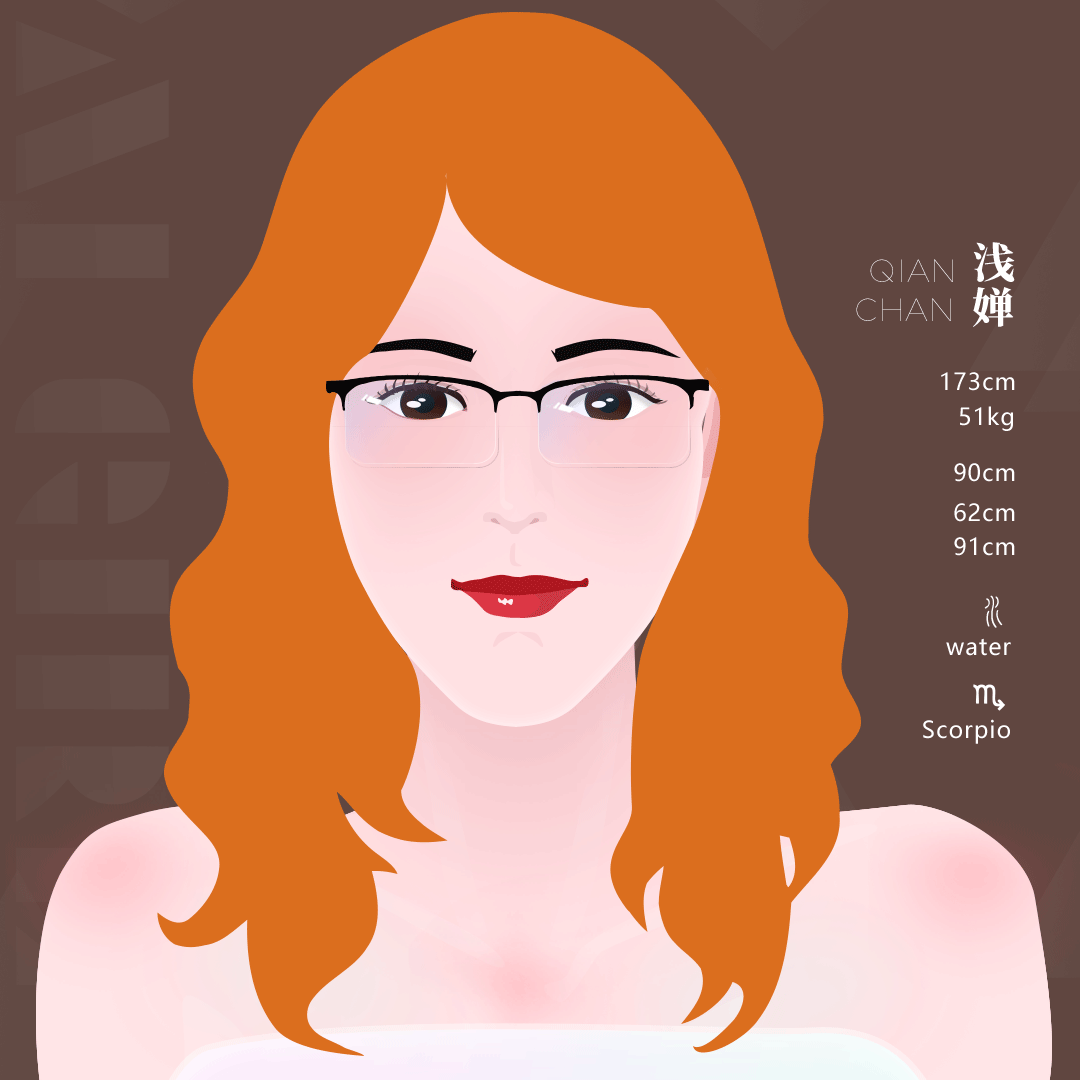 浅婵
QIAN
CHAN
173cm
51kg
90cm
62cm
91cm
water
Scorpio